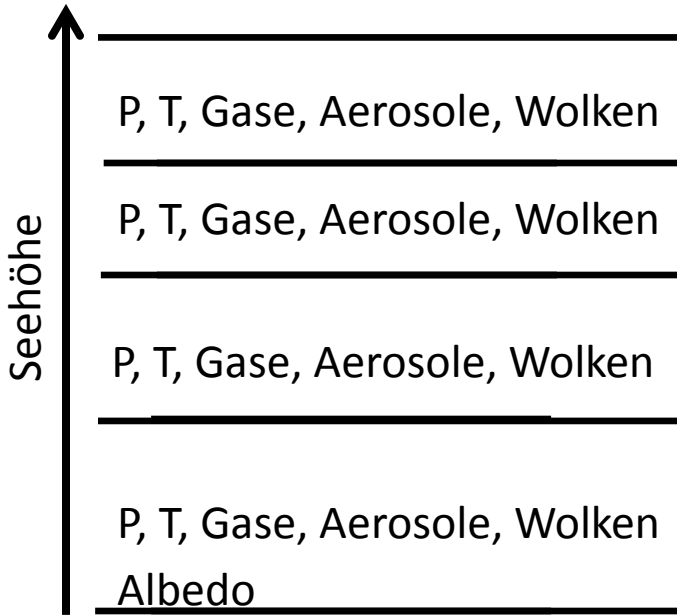 P, T, Gase, Aerosole, Wolken
P, T, Gase, Aerosole, Wolken
P, T, Gase, Aerosole, Wolken
P, T, Gase, Aerosole, Wolken
Albedo
Seehöhe